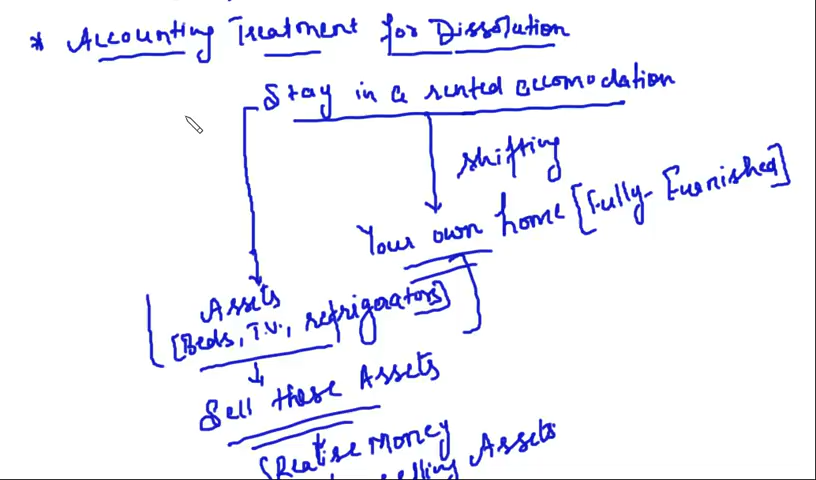 * Accounting Treatment for Dissolution
Stay in a rented accomodation
shifting
Your own home [Fully-Furnished]
Assets
[Beds, T.V., refrigerators]
Sell these Assets
(Realise Money
selling Assets